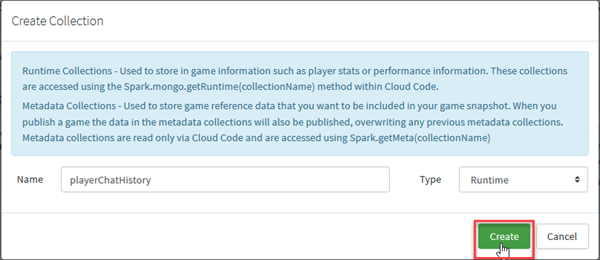 Create Collection
Runtime Collections - Used to store in game information such as player stats or performance information. These collections
are accessed using the Spark.mongo.getRuntime(collectionName) method within Cloud Code.
Metadata Collections - Used to store game reference data that you want to be included in your game snapshot. When you
publish a game the data in the metadata collections will also be published, overwriting any previous metadata collections.
Metadata collections are read only via Cloud Code and are accessed using Spark.getMeta(collectionName)
Name playerChatHistory Type Runtime
Create Cancel